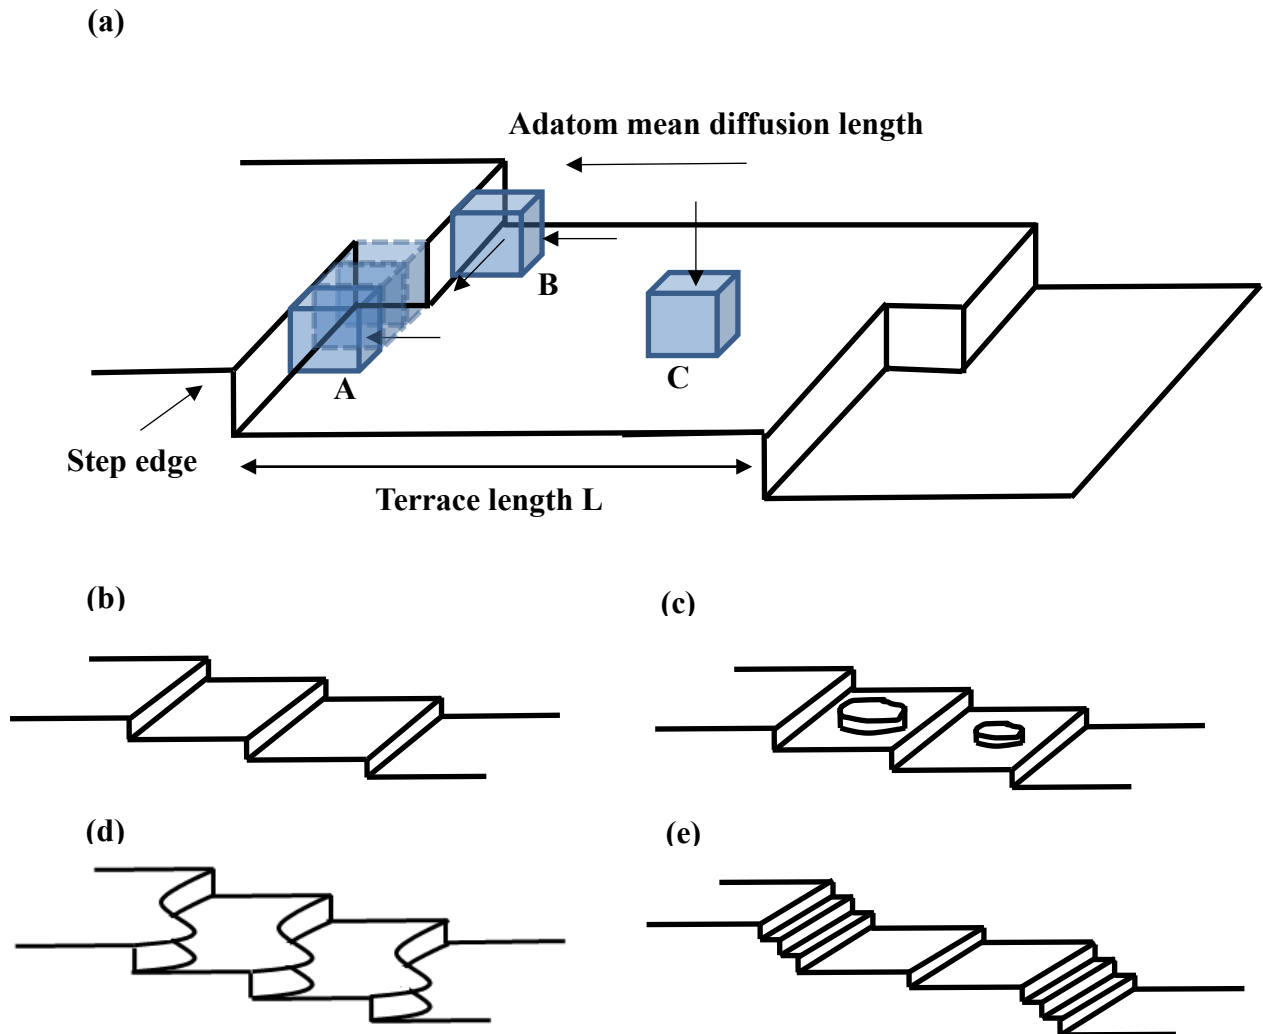 (a)
Adatom mean diffusion length
B
C
A
Step edge
Terrace length L
(b)
(c)
(d)
(e)